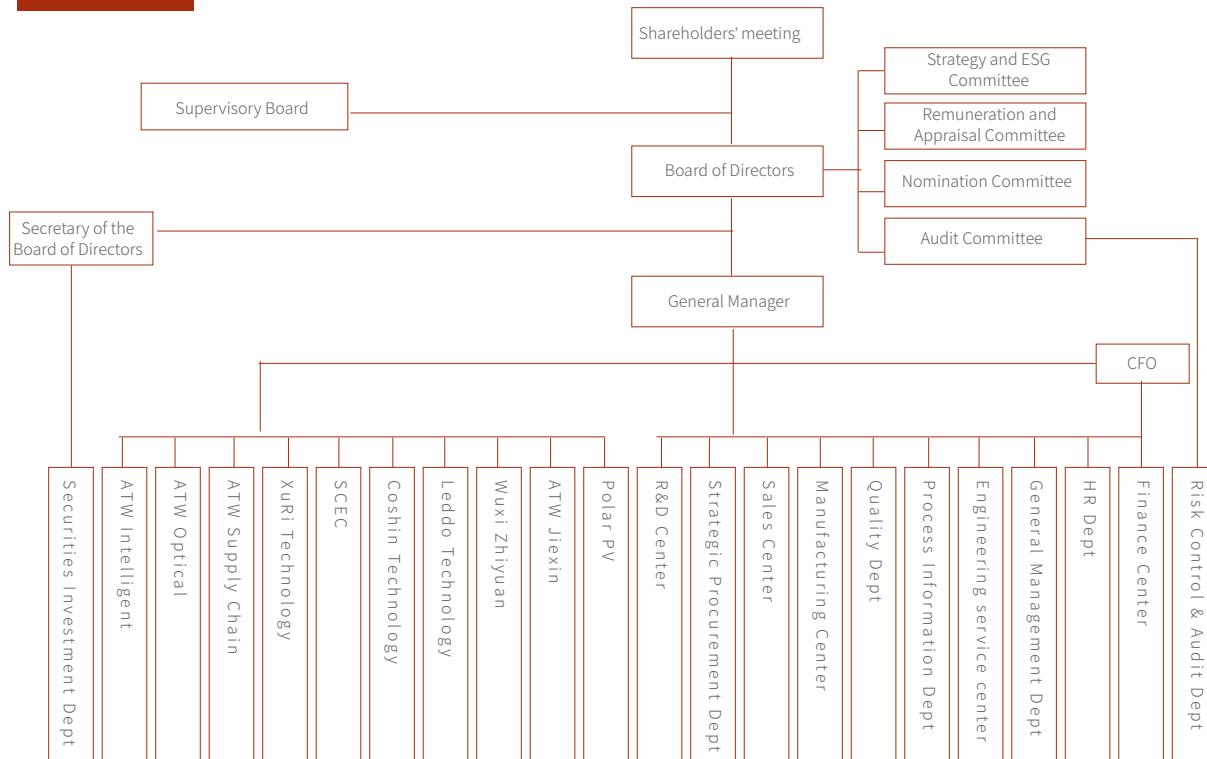 Shareholders’ meeting
Strategy and ESG
Committee
Supervisory Board
Remuneration and
Appraisal Committee
Board of Directors
Nomination Committee
Secretary of the
Board of Directors
Audit Committee
General Manager
CFO
Securities Investment Dept
ATW Intelligent
ATW Optical
ATW Supply Chain
XuRi Technology
SCEC
Coshin Technology
Leddo Technology
Wuxi Zhiyuan
ATW Jiexin
Polar PV
R&D Center
Strategic Procurement Dept
Sales Center
Manufacturing Center
Quality Dept
Process Information Dept
Engineering service center
General Management Dept
HR Dept
Finance Center
Risk Control & Audit Dept